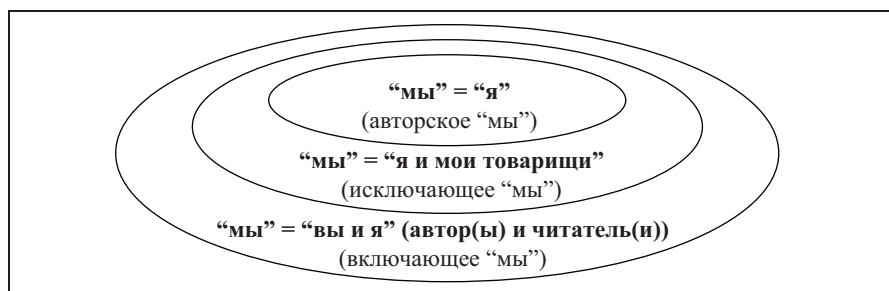 “мы” = “я”
(авторское “мы”)
“мы” = “я и мои товарищи”
(исключающее “мы”)
“мы” = “вы и я” (автор(ы) и читатель(и))
(включающее “мы”)